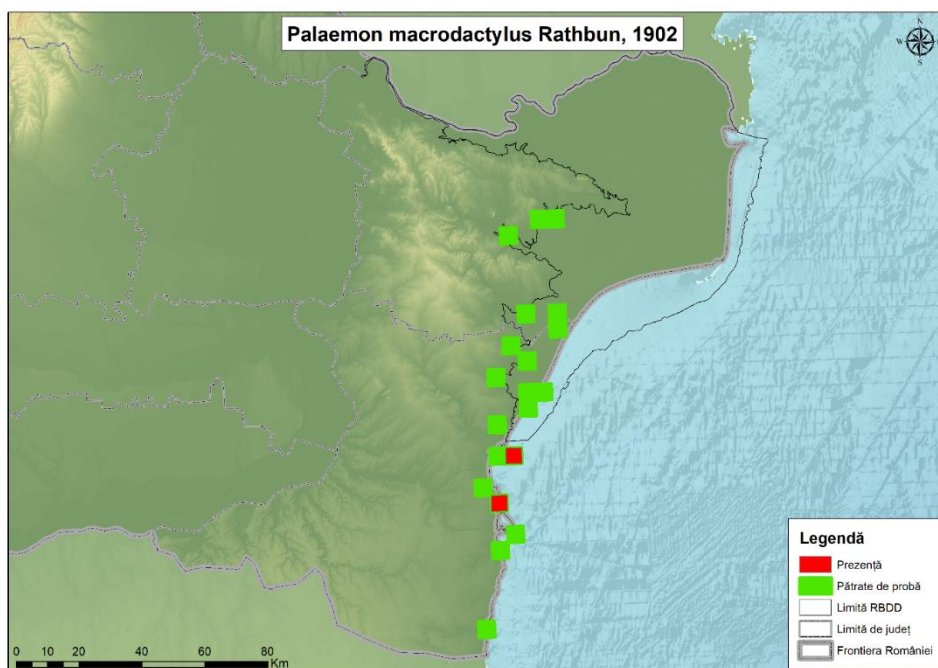 Palaemon macrodactylus Rathbun, 1902
N
W E
S
Legendă
Prezență
Pătrate de probă
Limită RBDD
Limită de județ
Frontiera României
0 10 20 40 60 80
Km